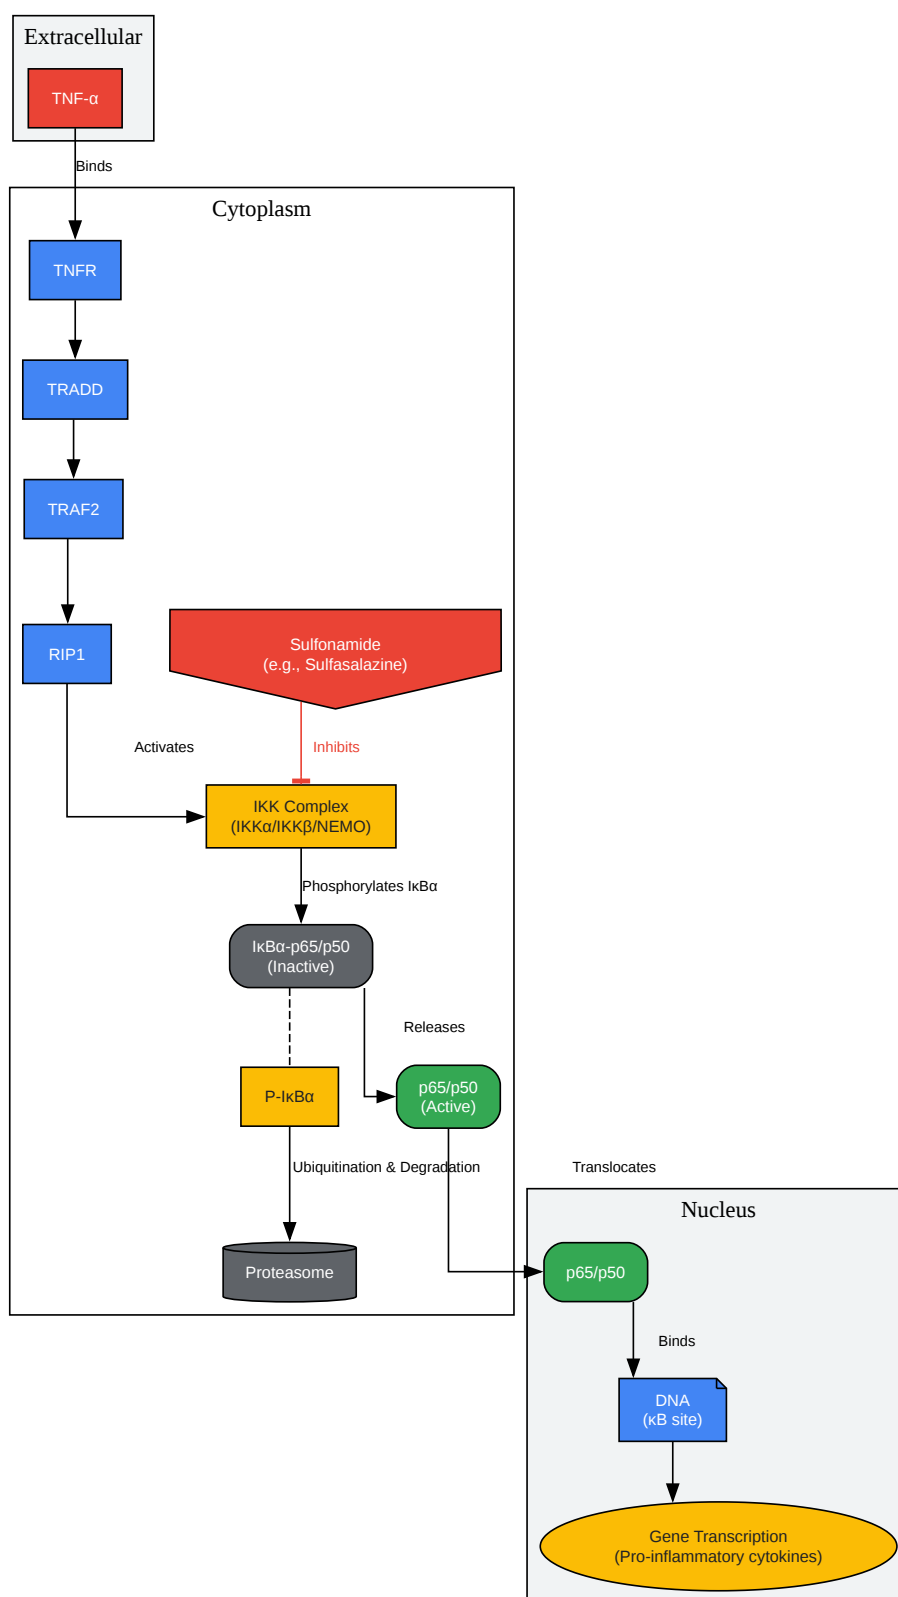 Extracellular
TNF-α
Binds
Cytoplasm
TNFR
TRADD
TRAF2
RIP1
Sulfonamide
(e.g., Sulfasalazine)
Activates
Inhibits
IKK Complex
(IKKα/IKKβ/NEMO)
Phosphorylates IκBα
IκBα-p65/p50
(Inactive)
Releases
P-IκBα
p65/p50
(Active)
Ubiquitination & Degradation
Translocates
Nucleus
Proteasome
p65/p50
Binds
DNA
(κB site)
Gene Transcription
(Pro-inflammatory cytokines)